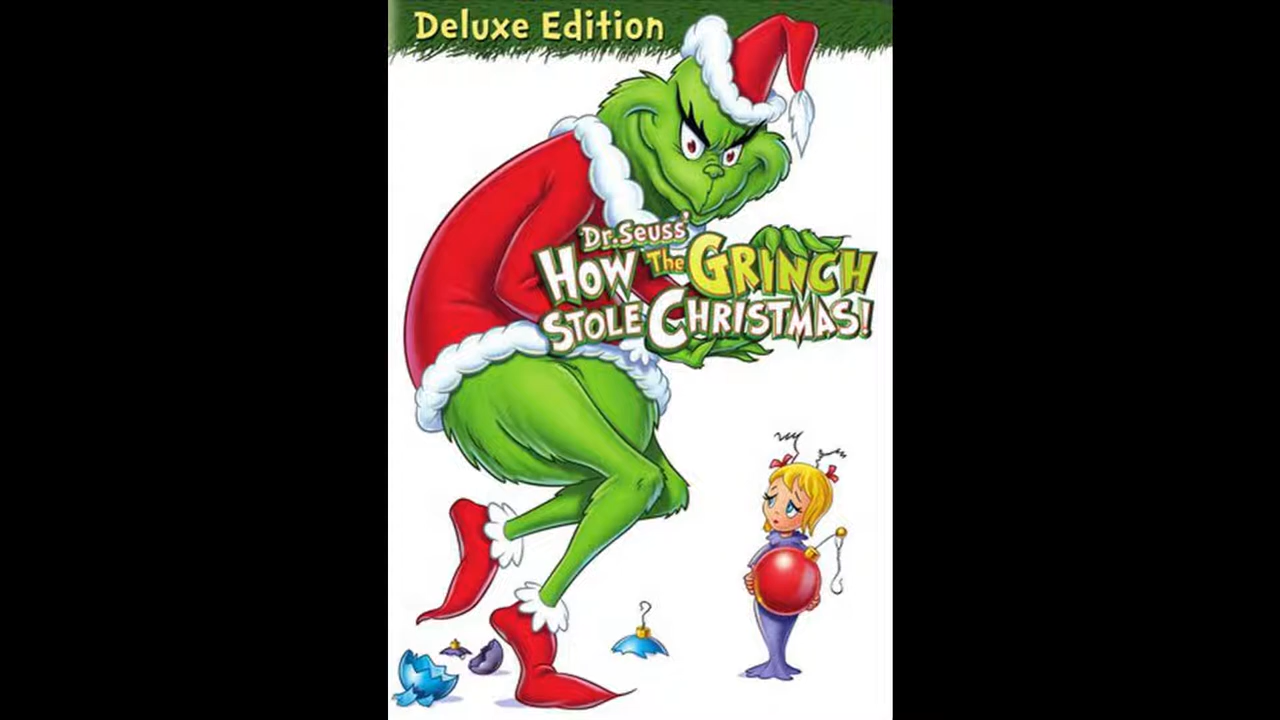 Deluxe Edition
Dr. Seuss'
HOW THE GRINCH
STOLE CHRISTMAS!